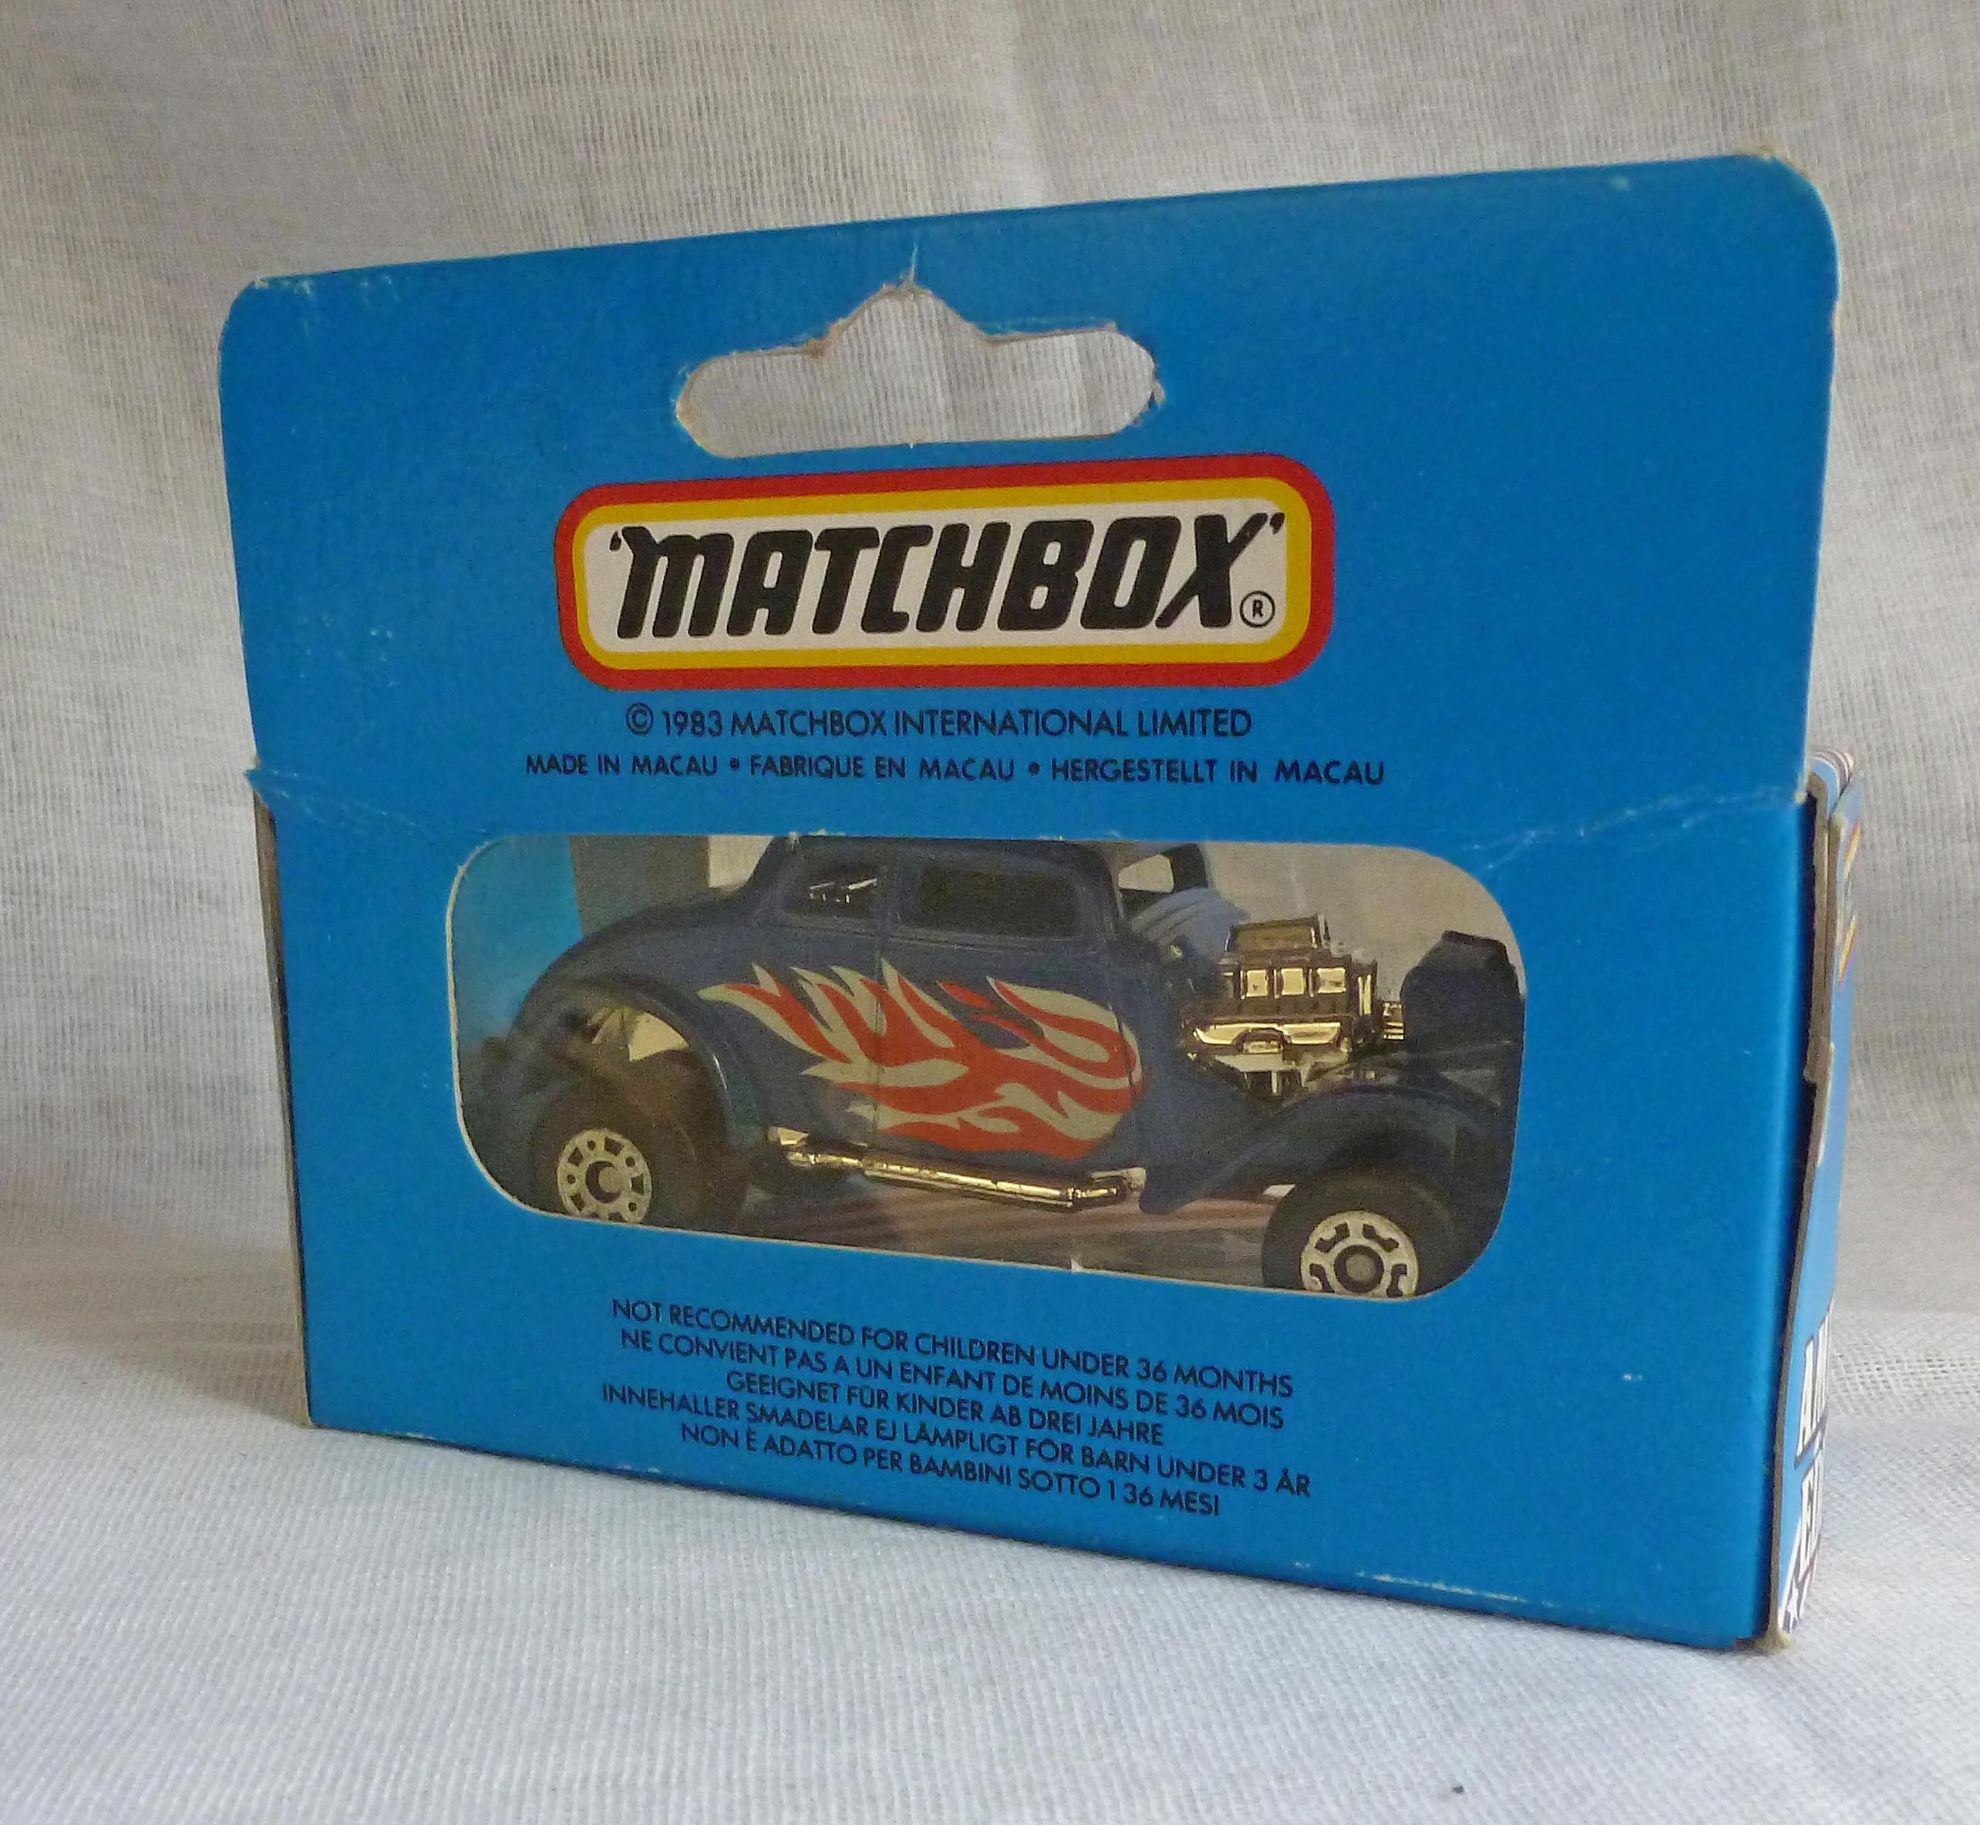 'MATCHBOX'®
© 1983 MATCHBOX INTERNATIONAL LIMITED
MADE IN MACAU • FABRIQUE EN MACAU • HERGESTELLT IN MACAU
NOT RECOMMENDED FOR CHILDREN UNDER 36 MONTHS
NE CONVIENT PAS A UN ENFANT DE MOINS DE 36 MOIS
GEEIGNET FÜR KINDER AB DREI JAHRE
INNEHALLER SMADELAR EJ LÄMPLIGT FÖR BARN UNDER 3 ÅR
NON È ADATTO PER BAMBINI SOTTO I 36 MESI